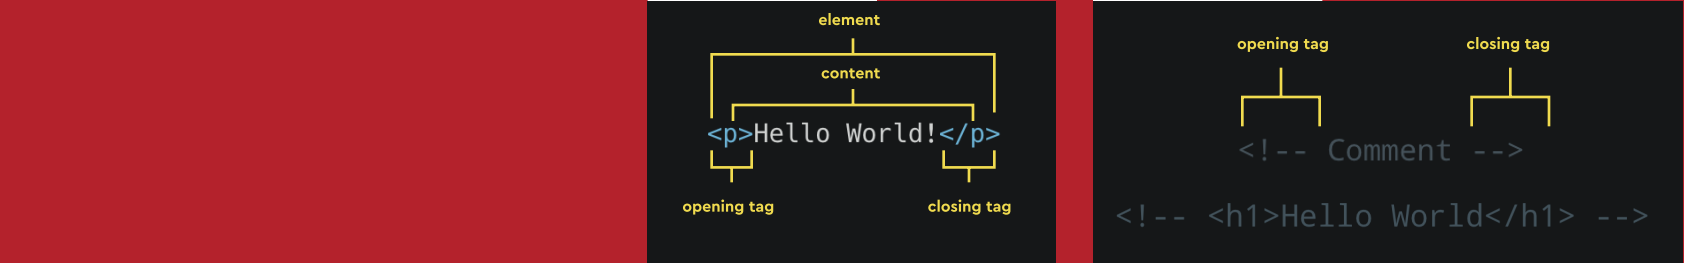 element
content
<p>Hello World!</p>
opening tag
closing tag
opening tag
closing tag
<!-- Comment -->
<!-- <h1>Hello World</h1> -->